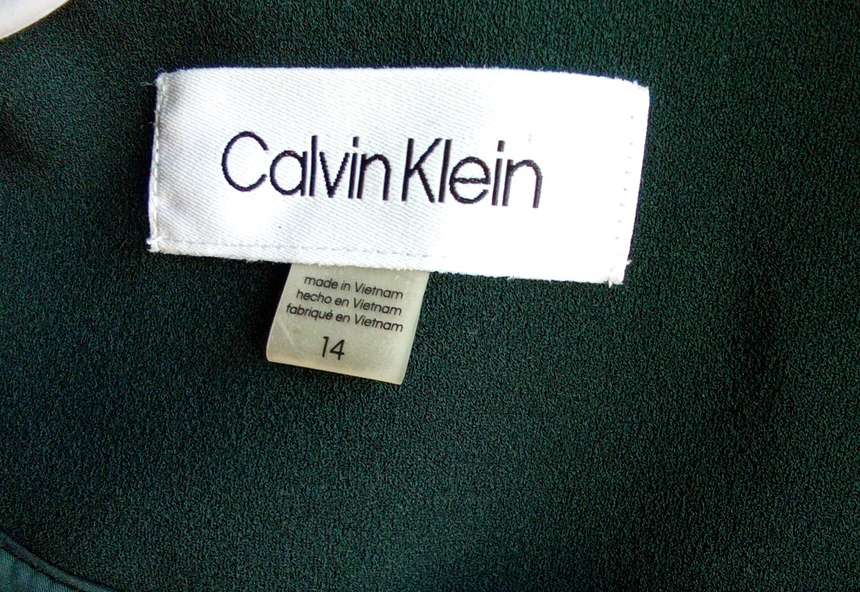 Calvin Klein
made in Vietnam
hecho en Vietnam
fabriqué en Vietnam
14